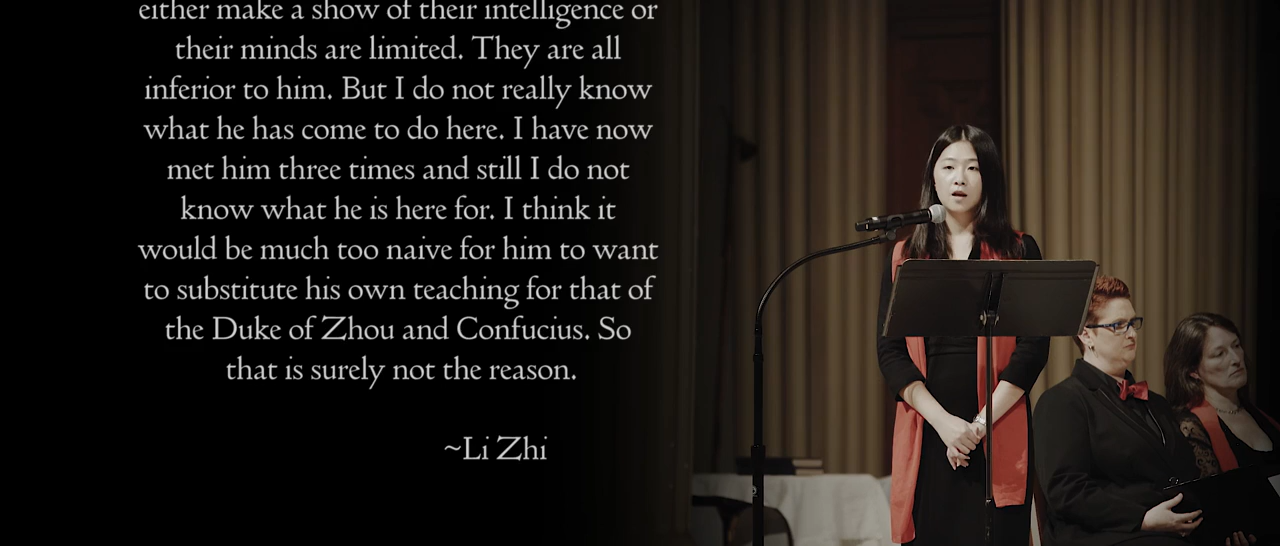 either make a show of their intelligence or
their minds are limited. They are all
inferior to him. But I do not really know
what he has come to do here. I have now
met him three times and still I do not
know what he is here for. I think it
would be much too naive for him to want
to substitute his own teaching for that of
the Duke of Zhou and Confucius. So
that is surely not the reason.
~Li Zhi